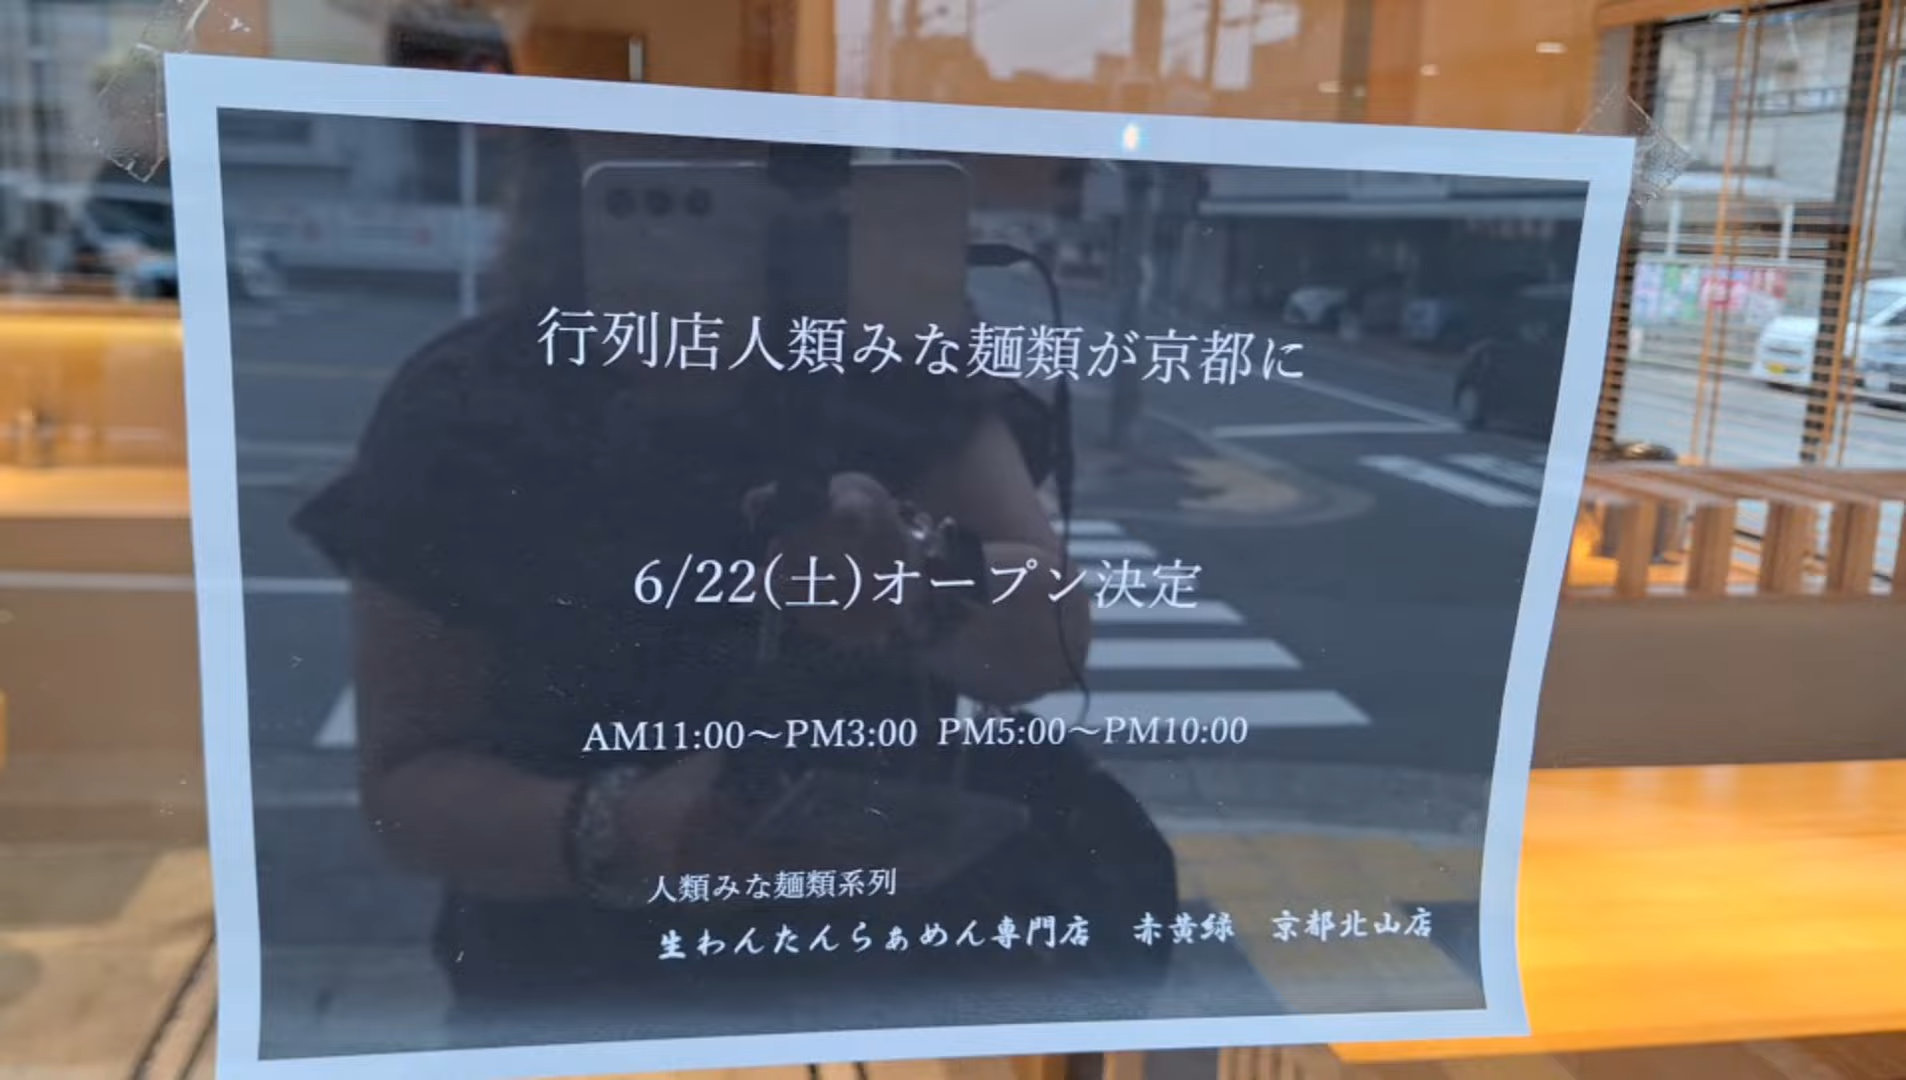 行列店人類みな麺類が京都に
6/22(土)オープン決定
AM11:00～PM3:00 PM5:00～PM10:00
人類みな麺類系列
生わんたんらぁめん専門店 赤黄緑 京都北山店